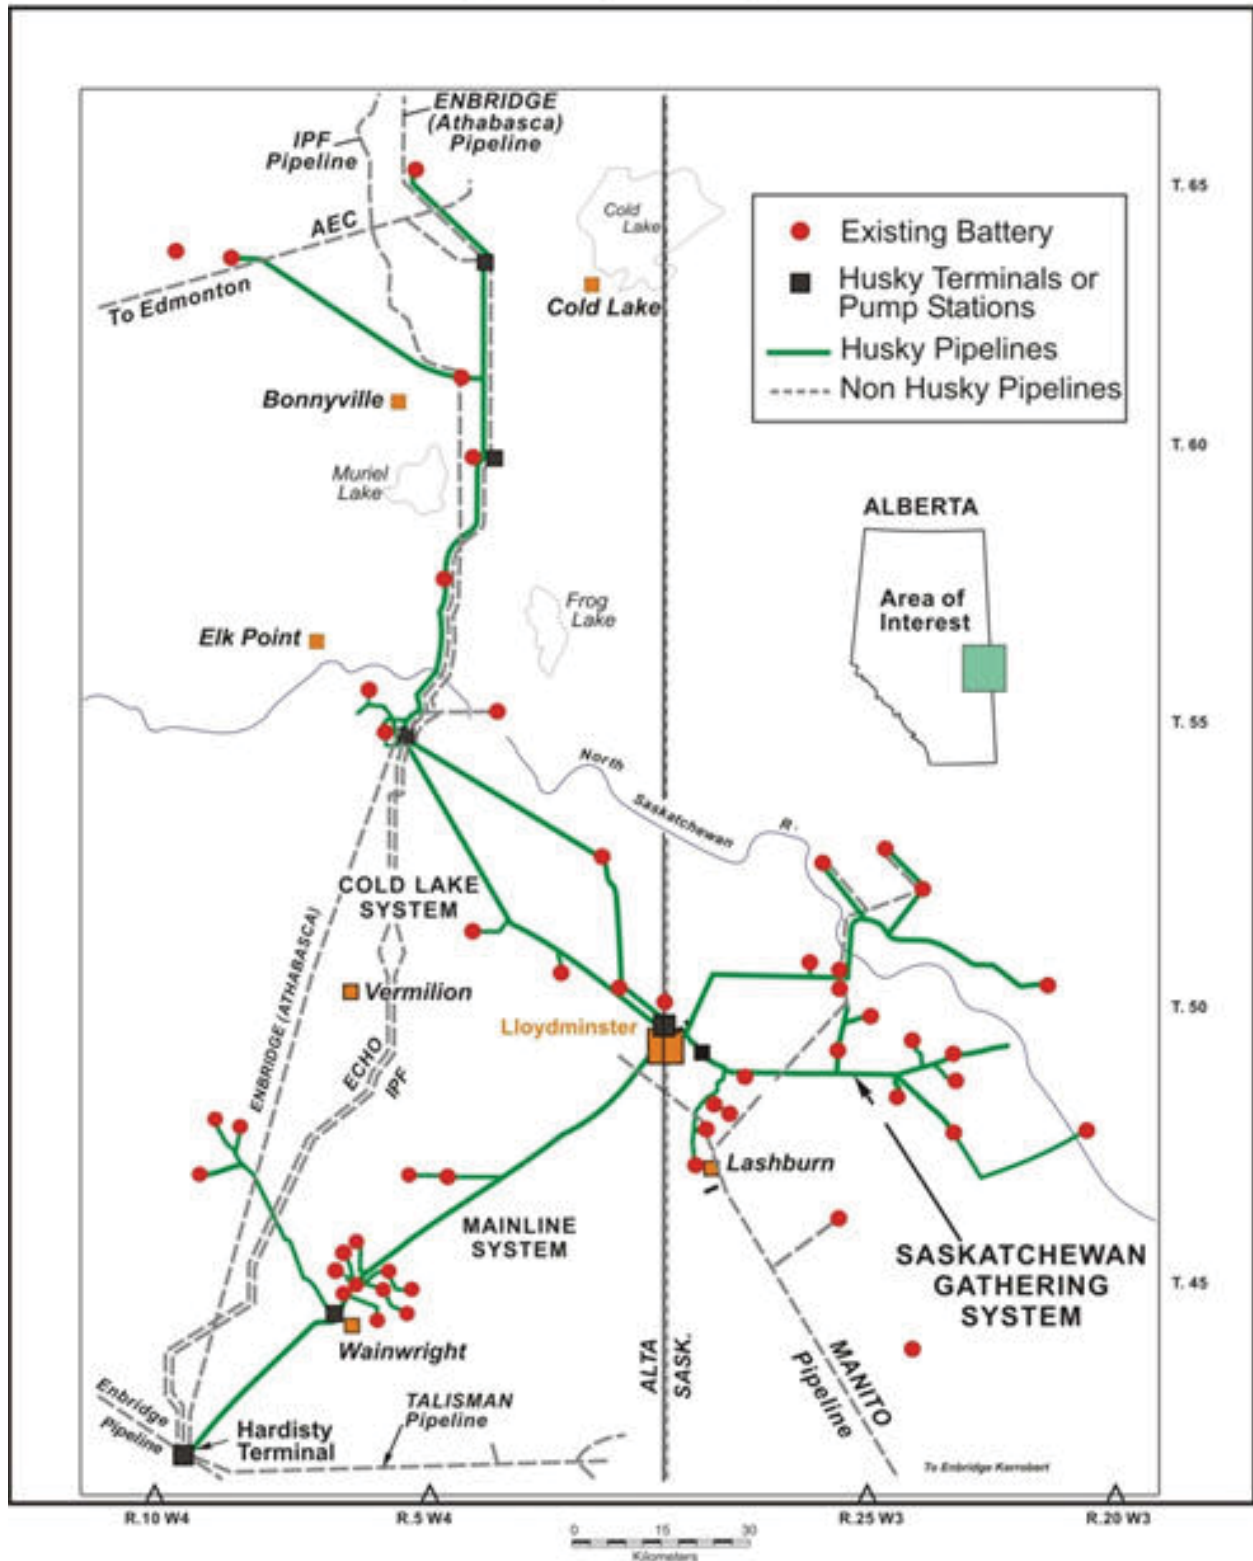 ENBRIDGE
(Athabasca)
Pipeline
IPF
Pipeline
AEC
To Edmonton
Cold
Lake
Cold Lake
T. 65
Existing Battery
Husky Terminals or
Pump Stations
Husky Pipelines
Non Husky Pipelines
Bonnyville
T. 60
Muriel
Lake
ALBERTA
Area of
Interest
Frog
Lake
Elk Point
T. 55
North
Saskatchewan
R.
COLD LAKE
SYSTEM
ENBRIDGE (ATHABASCA)
Vermilion
T. 50
Lloydminster
ECHO
IPF
Lashburn
MAINLINE
SYSTEM
SASKATCHEWAN
GATHERING
SYSTEM
T. 45
Wainwright
ALTA
SASK.
MANITO
Pipeline
Enbridge
Pipeline
Hardisty
Terminal
TALISMAN
Pipeline
To Enbridge Kerrobert
R.10 W4
R.5 W4
R.25 W3
R.20 W3
0 15 30
Kilometers